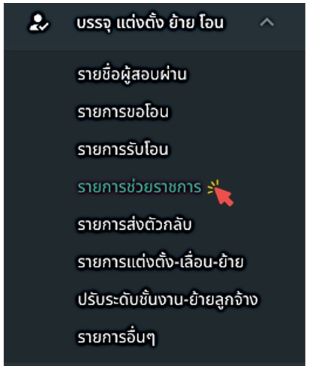 บรรจุ แต่งตั้ง ย้าย โอน
รายชื่อผู้สอบผ่าน
รายการขอโอน
รายการรับโอน
รายการช่วยราชการ
รายการส่งตัวกลับ
รายการแต่งตั้ง-เลื่อน-ย้าย
ปรับระดับชั้นงาน-ย้ายลูกจ้าง
รายการอื่นๆ